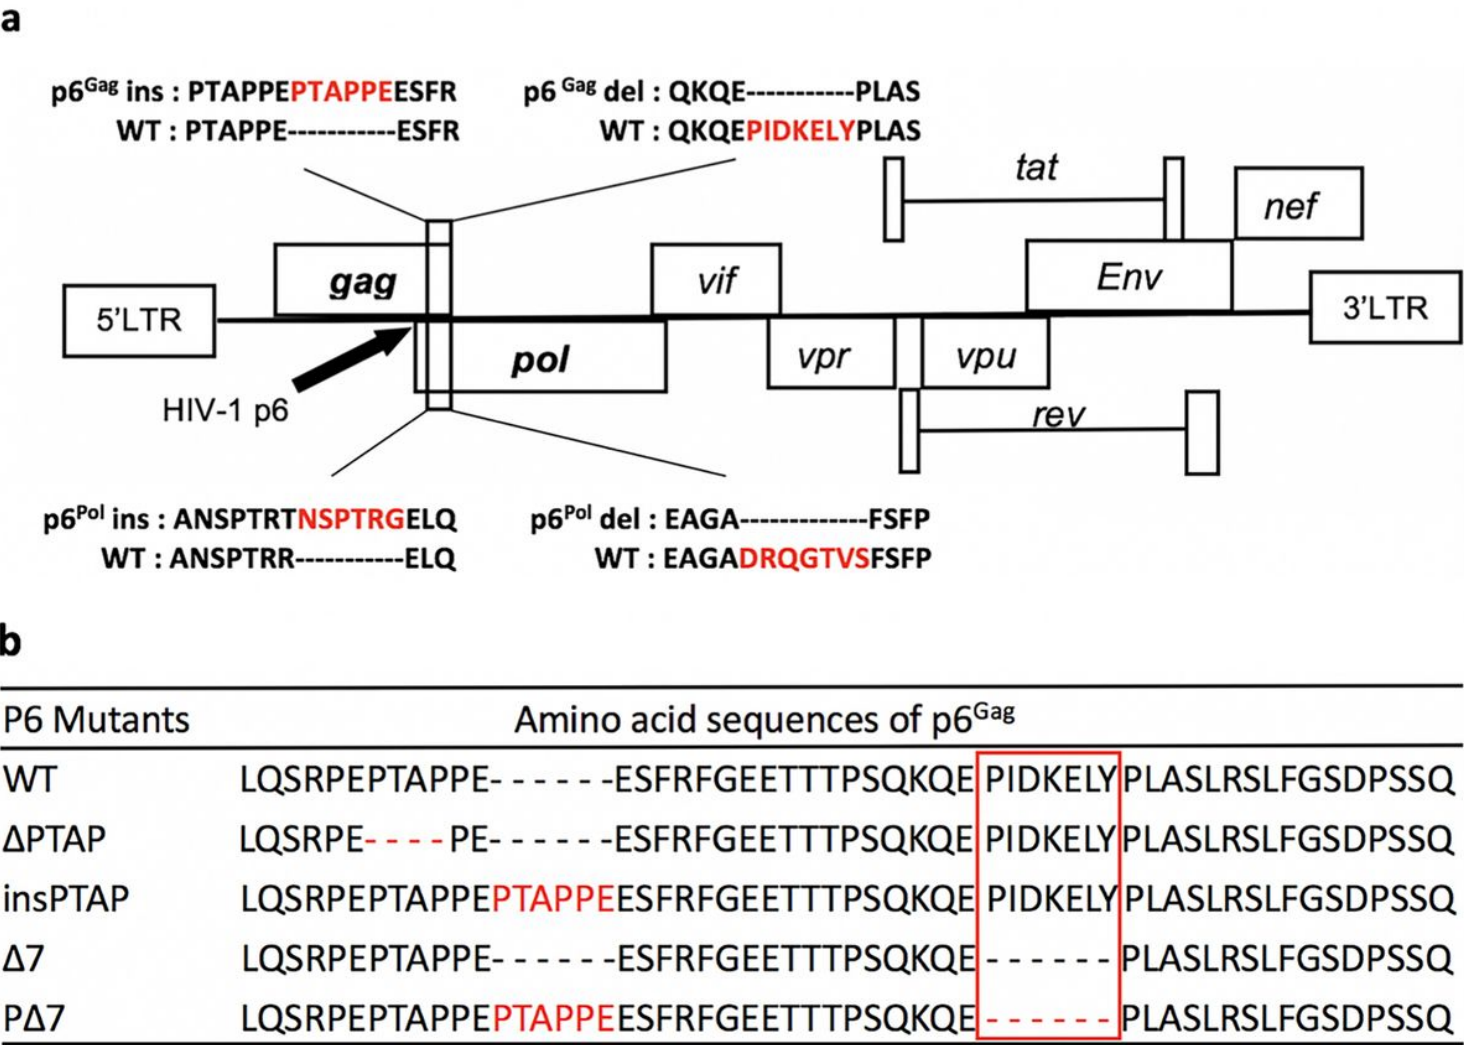 a
p6Gag ins : PTAPPEPTAPPEESFR
WT : PTAPPE-----------ESFR
p6 Gag del : QKQE-----------PLAS
WT : QKQEPIDKELYPLAS
tat
nef
gag
vif
Env
5'LTR
3'LTR
pol
vpr
vpu
HIV-1 p6
rev
p6Pol ins : ANSPTRTNSPTRGELQ
WT : ANSPTRR-----------ELQ
p6Pol del : EAGA-------------FSFP
WT : EAGADRQGTVSFSFP
b
P6 Mutants Amino acid sequences of p6Gag
WT LQSRPEPTAPPE- - - - - -ESFRFGEETTTPSQKQE PIDKELY PLASLRSLFGSDPSSQ
ΔPTAP LQSRPE- - - - PE- - - - - -ESFRFGEETTTPSQKQE PIDKELY PLASLRSLFGSDPSSQ
insPTAP LQSRPEPTAPPEPTAPPEESFRFGEETTTPSQKQE PIDKELY PLASLRSLFGSDPSSQ
Δ7 LQSRPEPTAPPE- - - - - -ESFRFGEETTTPSQKQE - - - - - - PLASLRSLFGSDPSSQ
PΔ7 LQSRPEPTAPPEPTAPPEESFRFGEETTTPSQKQE - - - - - - PLASLRSLFGSDPSSQ